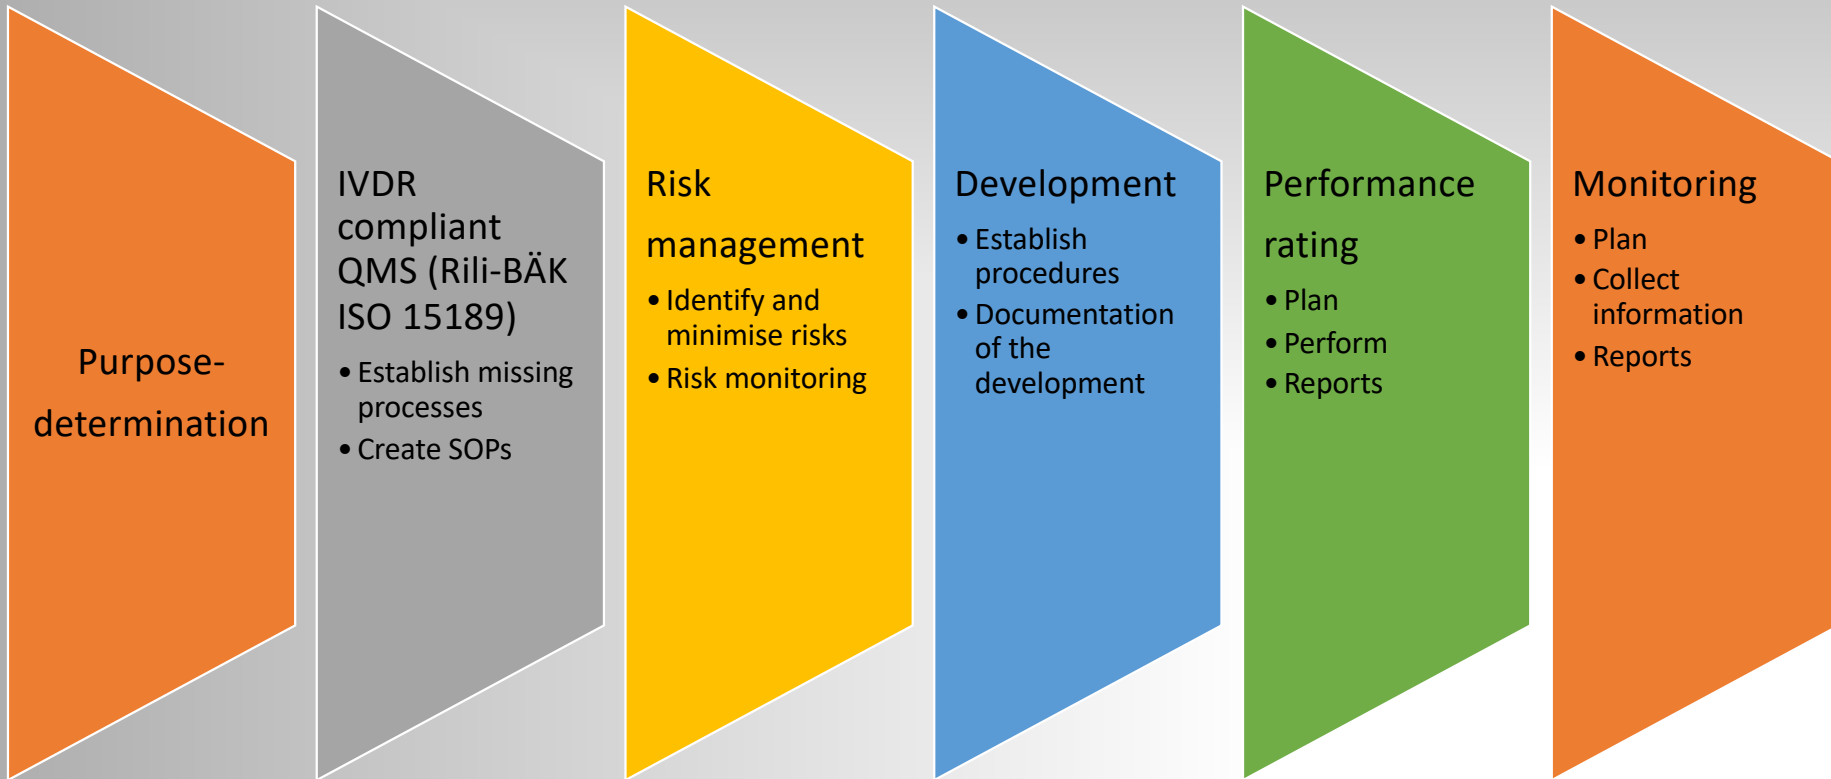 Purpose-
determination
IVDR
compliant
QMS (Rili-BÄK
ISO 15189)
• Establish missing
processes
• Create SOPs
Risk
management
• Identify and
minimise risks
• Risk monitoring
Development
• Establish
procedures
• Documentation
of the
development
Performance
rating
• Plan
• Perform
• Reports
Monitoring
• Plan
• Collect
information
• Reports